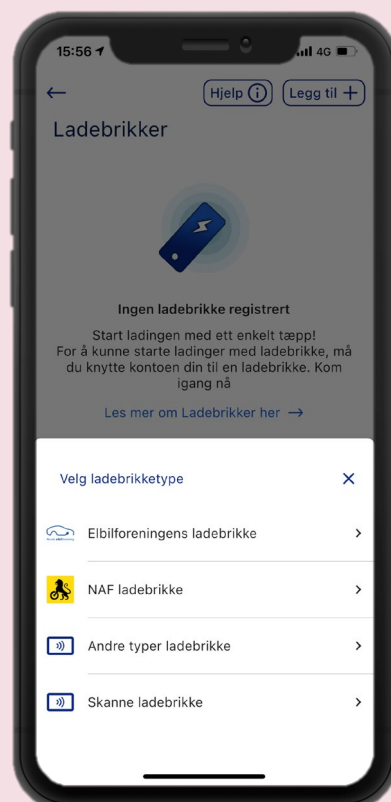 15:56
4G
Hjelp
Legg til
Ladebrikker
Ingen ladebrikke registrert
Start ladingen med ett enkelt tæpp!
For å kunne starte ladinger med ladebrikke, må
du knytte kontoen din til en ladebrikke. Kom
igang nå
Les mer om Ladebrikker her →
Velg ladebrikketype
Elbilforeningens ladebrikke
NAF ladebrikke
Andre typer ladebrikke
Skanne ladebrikke